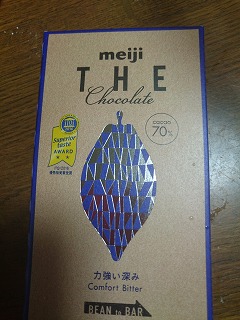 meiji
THE
Chocolate
cacao
70%
Superior
taste
AWARD
力強い深み
Comfort Bitter
BEAN to BAR